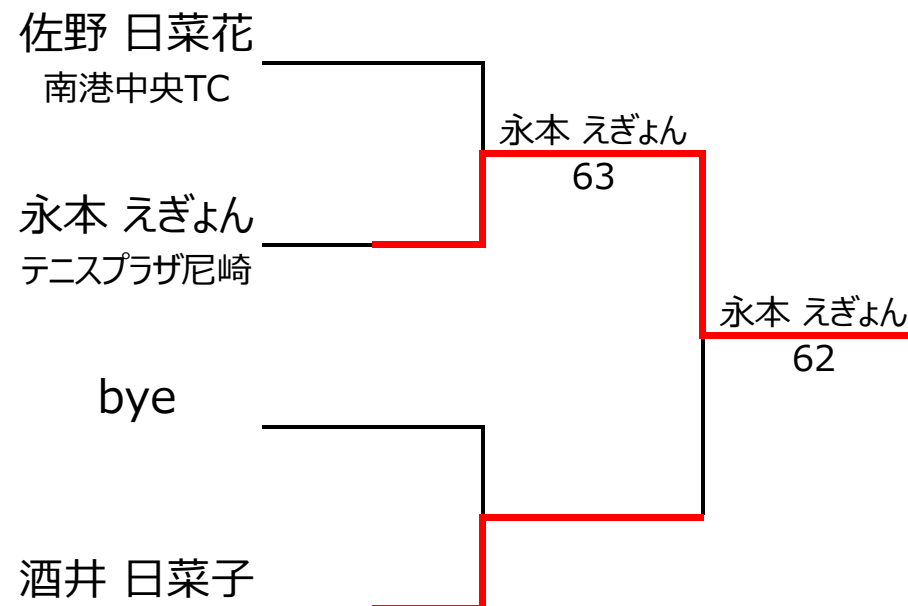 佐野 日菜花
南港中央TC
永本 えぎょん
63
永本 えぎょん
テニスプラザ尼崎
永本 えぎょん
62
bye
酒井 日菜子